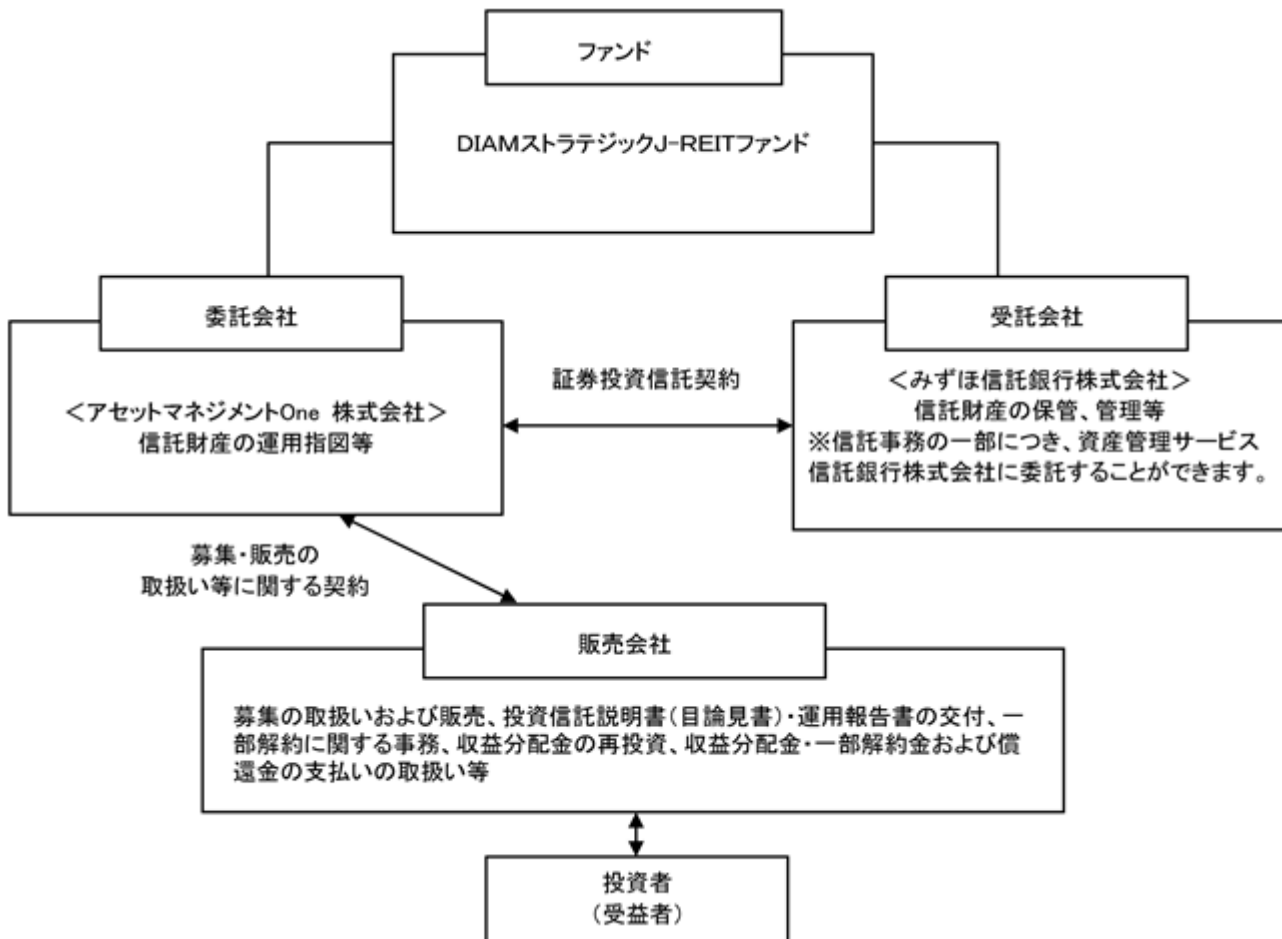 ファンド
DIAMストラテジックJ-REITファンド
委託会社
<アセットマネジメントOne 株式会社>
信託財産の運用指図等
証券投資信託契約
受託会社
<みずほ信託銀行株式会社>
信託財産の保管、管理等
※信託事務の一部につき、資産管理サービス
信託銀行株式会社に委託することができます。
募集・販売の
取扱い等に関する契約
販売会社
募集の取扱いおよび販売、投資信託説明書(目論見書)・運用報告書の交付、一
部解約に関する事務、収益分配金の再投資、収益分配金・一部解約金および償
還金の支払いの取扱い等
投資者
(受益者)